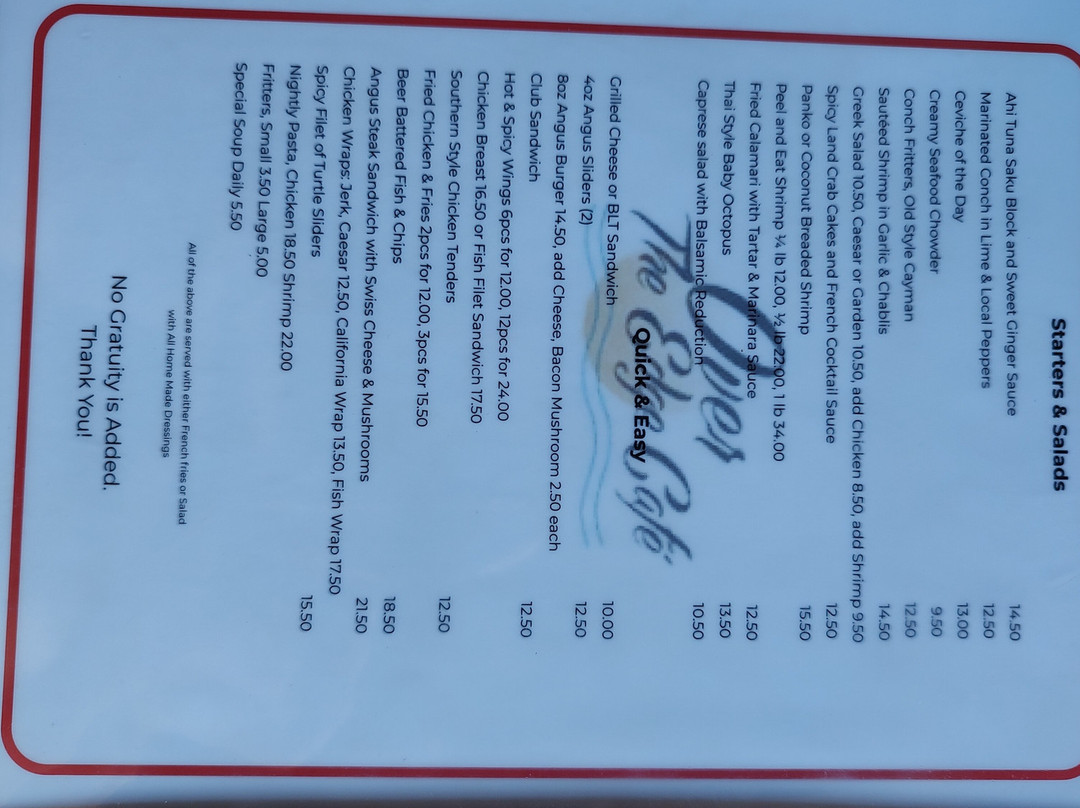 Starters & Salads
Ahi Tuna Saku Block and Sweet Ginger Sauce 14.50
Marinated Conch in Lime & Local Peppers 12.50
Ceviche of the Day 13.00
Creamy Seafood Chowder 9.50
Conch Fritters, Old Style Cayman 12.50
Sautéed Shrimp in Garlic & Chablis 14.50
Greek Salad 10.50, Caesar or Garden 10.50, add Chicken 8.50, add Shrimp 9.50
Spicy Land Crab Cakes and French Cocktail Sauce 12.50
Panko or Coconut Breaded Shrimp 15.50
Peel and Eat Shrimp ¼ lb 12.00, ½ lb 22.00, 1 lb 34.00
Fried Calamari with Tartar & Marinara Sauce 12.50
Thai Style Baby Octopus 13.50
Caprese salad with Balsamic Reduction 10.50
Over
The Edge Café
Quick & Easy
Grilled Cheese or BLT Sandwich 10.00
4oz Angus Sliders (2) 12.50
8oz Angus Burger 14.50, add Cheese, Bacon Mushroom 2.50 each
Club Sandwich 12.50
Hot & Spicy Wings 6pcs for 12.00, 12pcs for 24.00
Chicken Breast 16.50 or Fish Filet Sandwich 17.50
Southern Style Chicken Tenders 12.50
Fried Chicken & Fries 2pcs for 12.00, 3pcs for 15.50
Beer Battered Fish & Chips 18.50
Angus Steak Sandwich with Swiss Cheese & Mushrooms 21.50
Chicken Wraps: Jerk, Caesar 12.50, California Wrap 13.50, Fish Wrap 17.50
Spicy Filet of Turtle Sliders 15.50
Nightly Pasta, Chicken 18.50 Shrimp 22.00
Fritters, Small 3.50 Large 5.00
Special Soup Daily 5.50
All of the above are served with either French fries or Salad
with All Home Made Dressings
No Gratuity is Added.
Thank You!